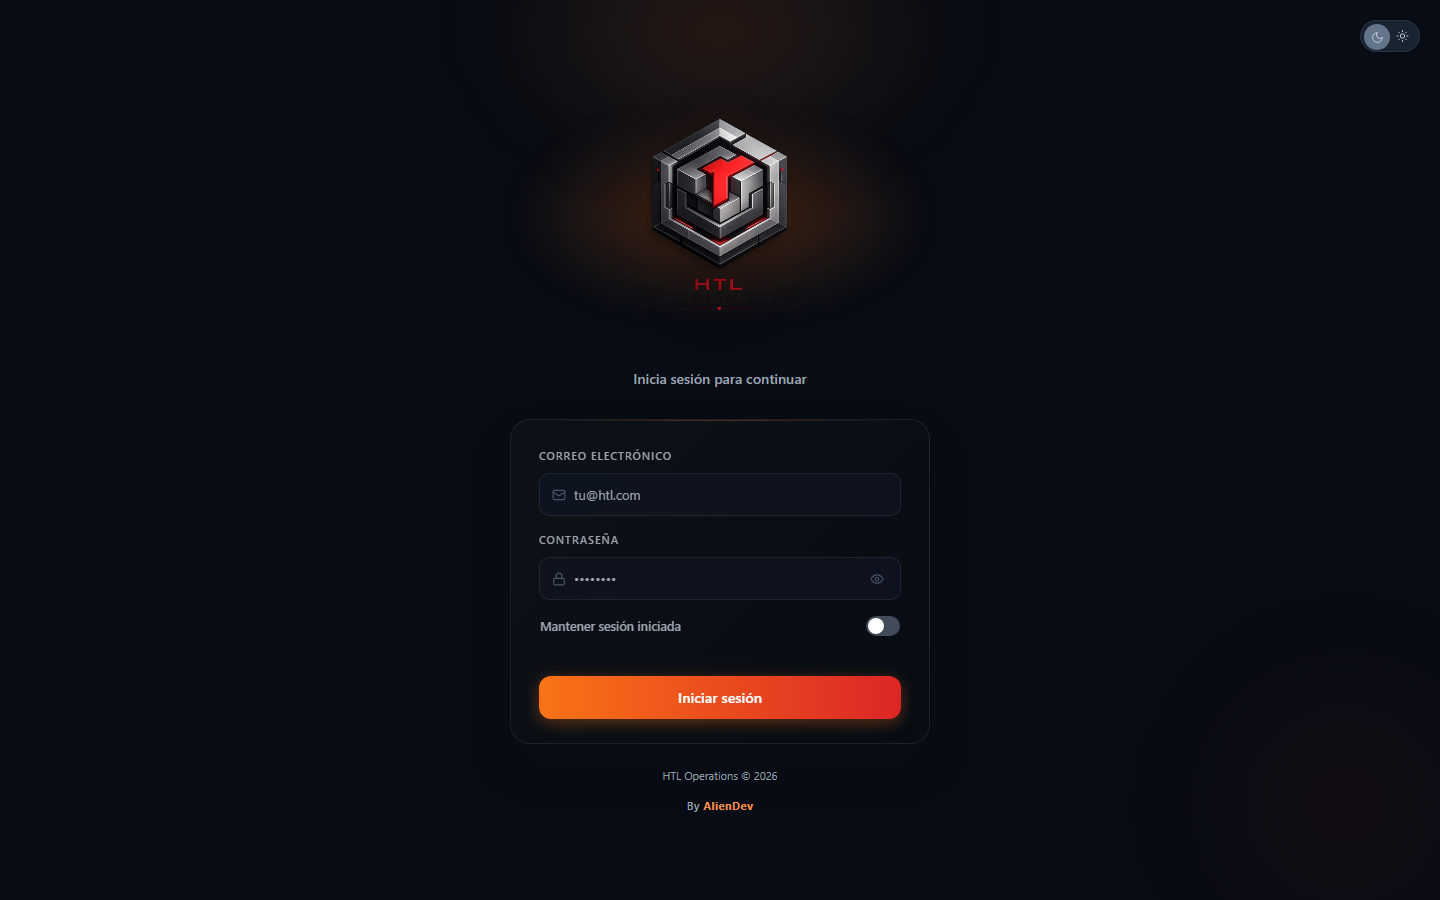 HTL
Inicia sesión para continuar
CORREO ELECTRÓNICO
tu@htl.com
CONTRASEÑA
••••••••
Mantener sesión iniciada
Iniciar sesión
HTL Operations © 2026
By AlienDev